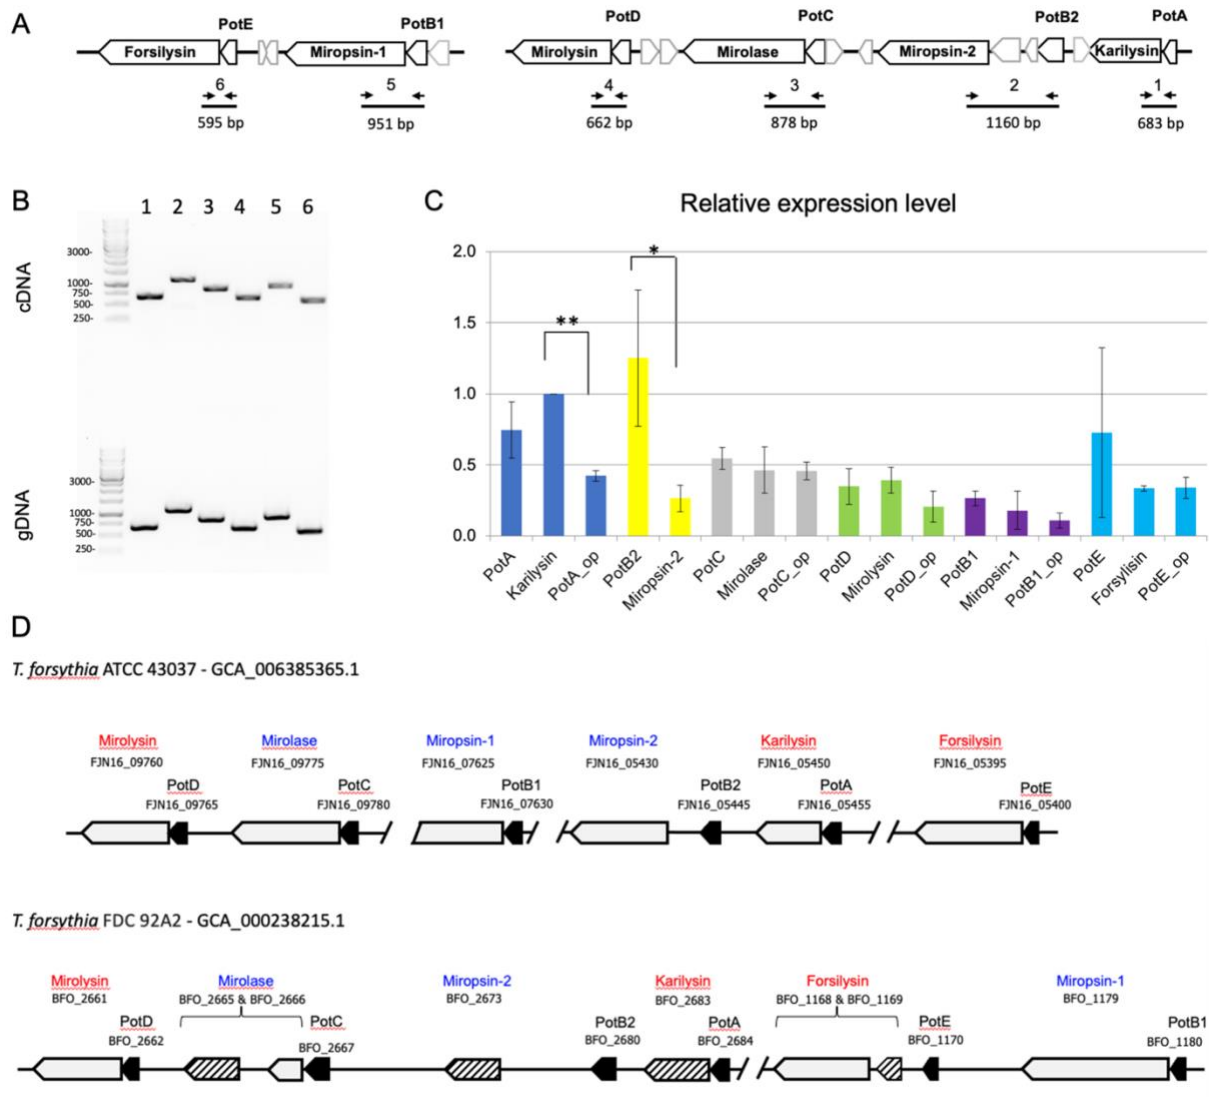 A
PotE PotB1 PotD PotC PotB2 PotA
Forsilysin Miropsin-1 Mirolysin Mirolase Miropsin-2 Karilysin
6 5 4 3 2 1
595 bp 951 bp 662 bp 878 bp 1160 bp 683 bp
B
1 2 3 4 5 6
cDNA
3000-
1000-
750-
500-
250-
gDNA
3000-
1000-
750-
500-
250-
C
Relative expression level
2.0
1.5
1.0
0.5
0.0
** *
PotA Karilysin PotA_op PotB2 Miropsin-2 PotC Mirolase PotC_op PotD Mirolysin PotD_op PotB1 Miropsin-1 PotB1_op PotE Forsylisin PotE_op
D
T. forsythia ATCC 43037 - GCA_006385365.1
Mirolysin Mirolase Miropsin-1 Miropsin-2 Karilysin Forsilysin
FJN16_09760 FJN16_09775 FJN16_07625 FJN16_05430 FJN16_05450 FJN16_05395
PotD PotC PotB1 PotB2 PotA PotE
FJN16_09765 FJN16_09780 FJN16_07630 FJN16_05445 FJN16_05455 FJN16_05400
T. forsythia FDC 92A2 - GCA_000238215.1
Mirolysin Mirolase Miropsin-2 Karilysin Forsilysin Miropsin-1
BFO_2661 BFO_2665 & BFO_2666 BFO_2673 BFO_2683 BFO_1168 & BFO_1169 BFO_1179
PotD PotC PotB2 PotA PotE PotB1
BFO_2662 BFO_2667 BFO_2680 BFO_2684 BFO_1170 BFO_1180